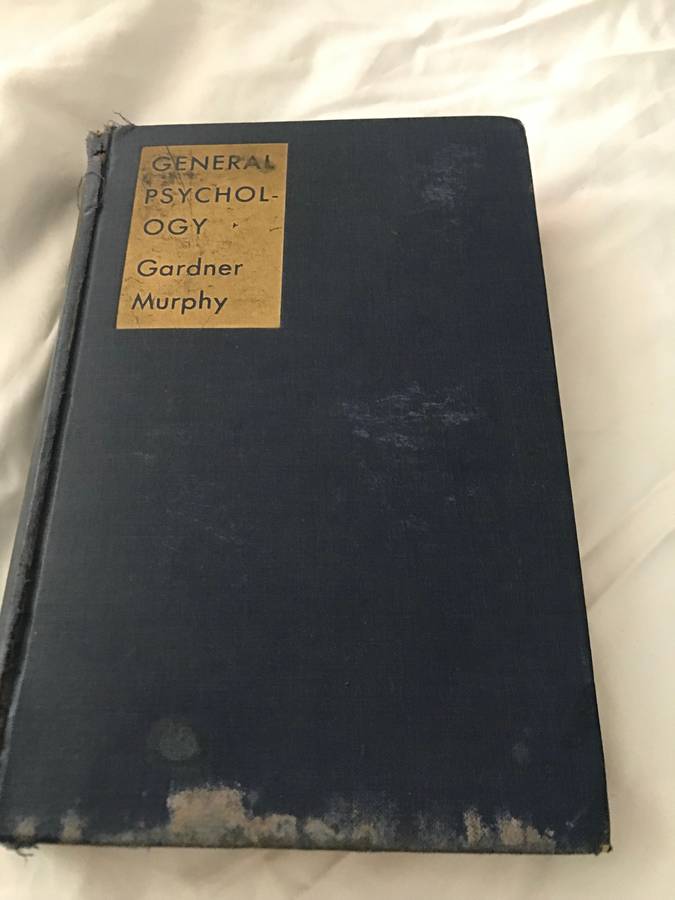 GENERAL
PSYCHOL-
OGY
Gardner
Murphy